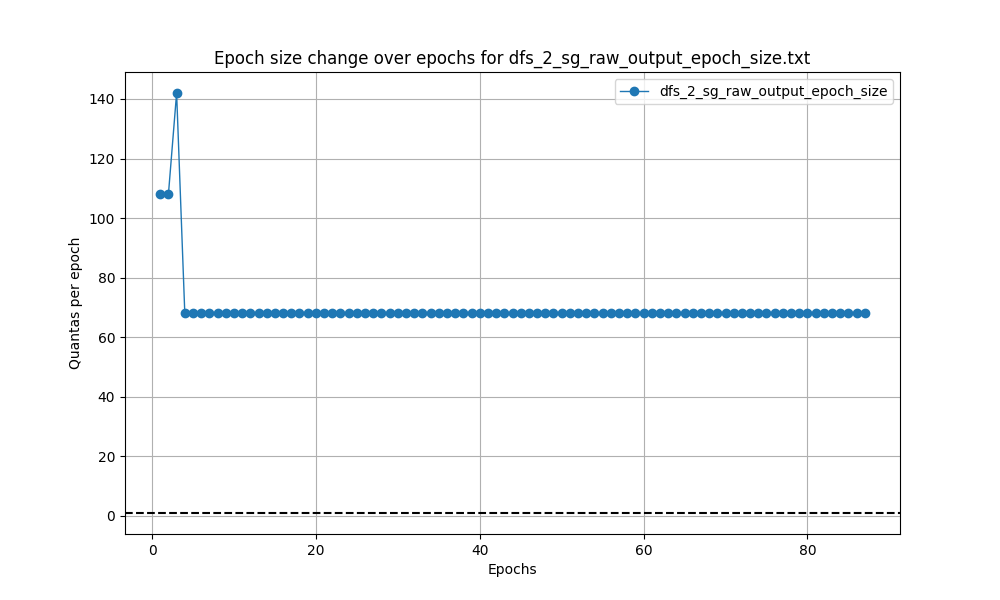 Epoch size change over epochs for dfs_2_sg_raw_output_epoch_size.txt
dfs_2_sg_raw_output_epoch_size
Quantas per epoch
140
120
100
80
60
40
20
0
0 20 40 60 80
Epochs